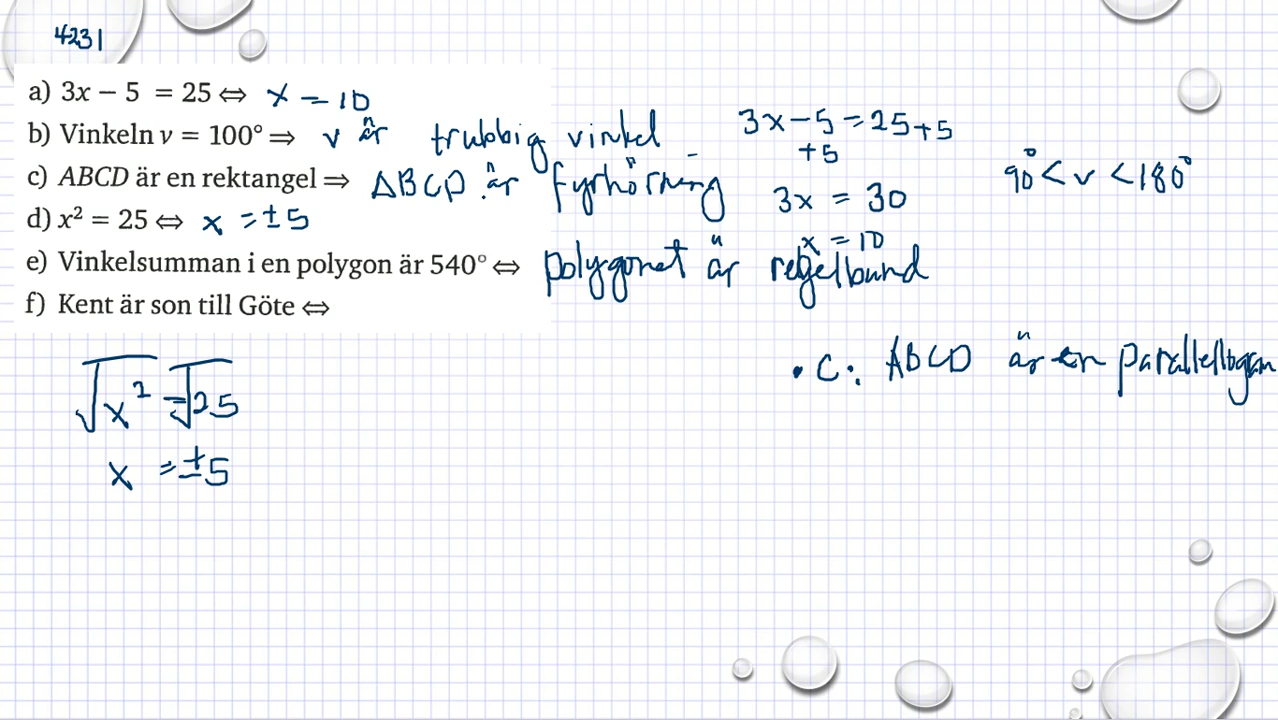 4231
a) 3x − 5 = 25 ⇔ x = 10
b) Vinkeln v = 100° ⇒ v är trubbig vinkel
c) ABCD är en rektangel ⇒ ABCD är fyrhörning
d) x² = 25 ⇔ x = ±5
e) Vinkelsumman i en polygon är 540° ⇔ polygonet är regelbund
f) Kent är son till Göte ⇔
3x − 5 = 25 + 5
+5
3x = 30
x = 10
90° < v < 180°
• C: ABCD är en parallellogram
√x² = √25
x = ±5